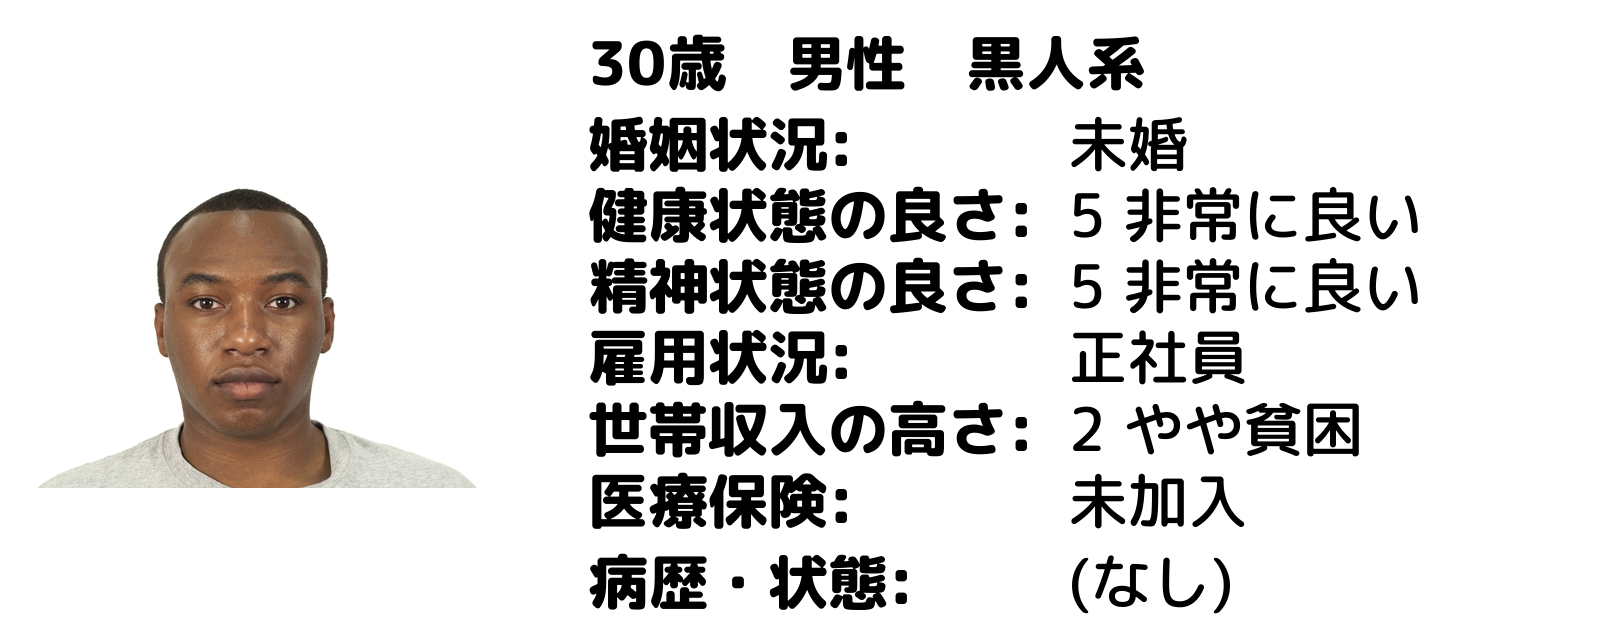 30歳　男性　黒人系
婚姻状況: 未婚
健康状態の良さ: 5 非常に良い
精神状態の良さ: 5 非常に良い
雇用状況: 正社員
世帯収入の高さ: 2 やや貧困
医療保険: 未加入
病歴・状態: (なし)